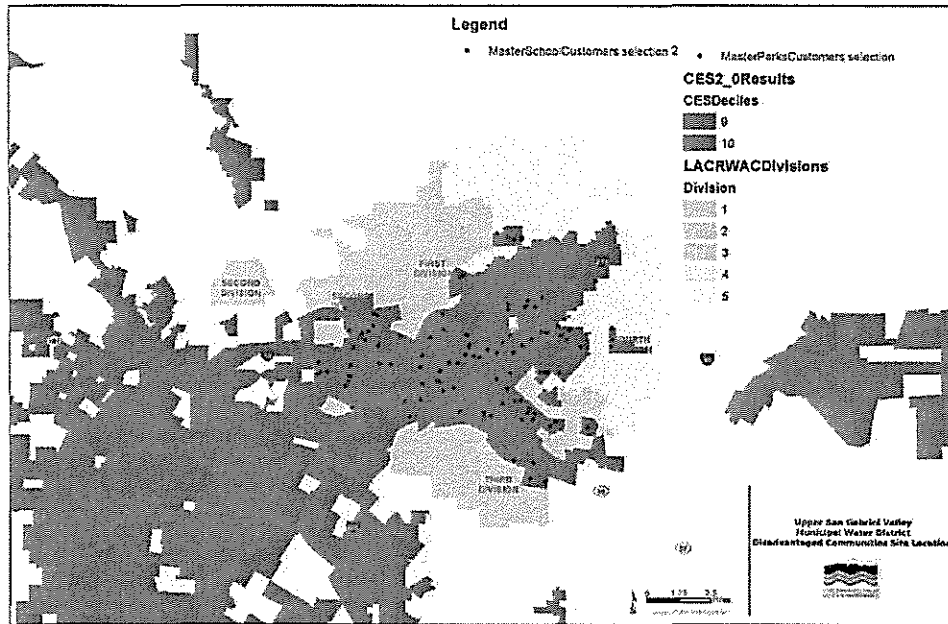 Legend
MasterSchoolCustomers selection 2
MasterParksCustomers selection
CES2_0Results
CESDeciles
9
10
LACRWACDivisions
Division
1
2
3
4
5
FIRST
DIVISION
SECOND
DIVISION
THIRD
DIVISION
Upper San Gabriel Valley
Municipal Water District
Disadvantaged Communities Site Location